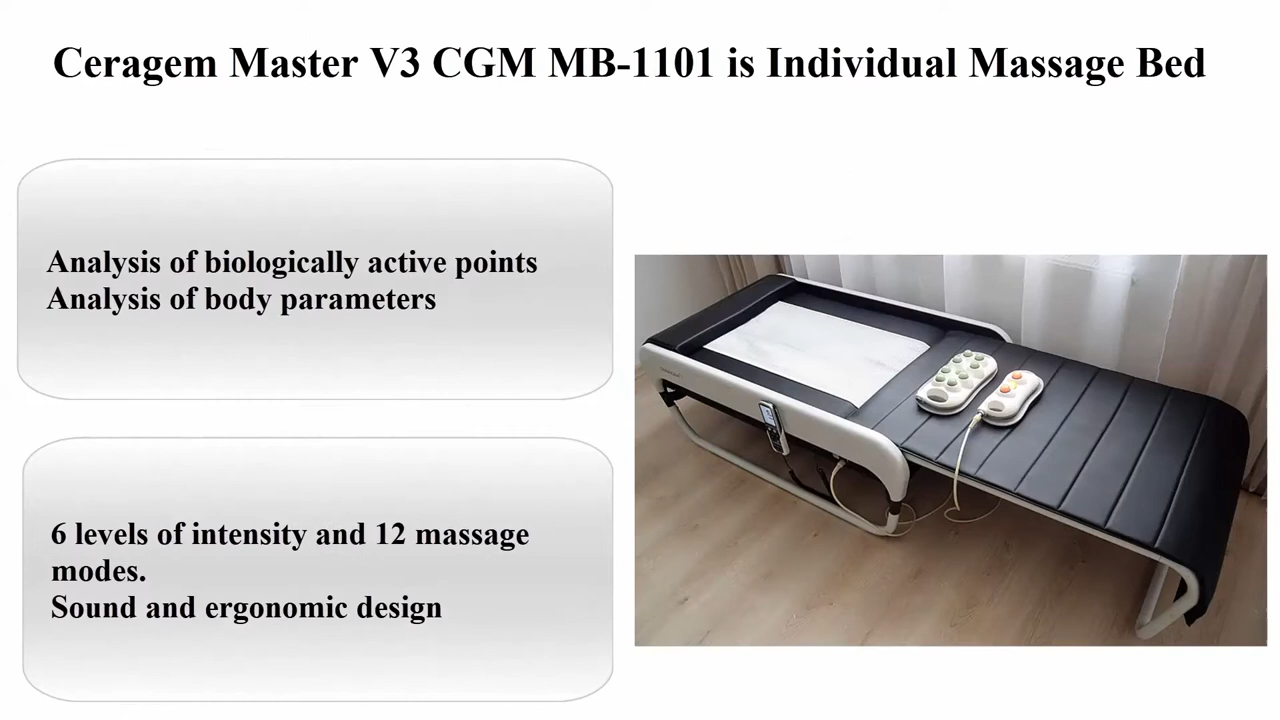 Ceragem Master V3 CGM MB-1101 is Individual Massage Bed
Analysis of biologically active points
Analysis of body parameters
6 levels of intensity and 12 massage
modes.
Sound and ergonomic design